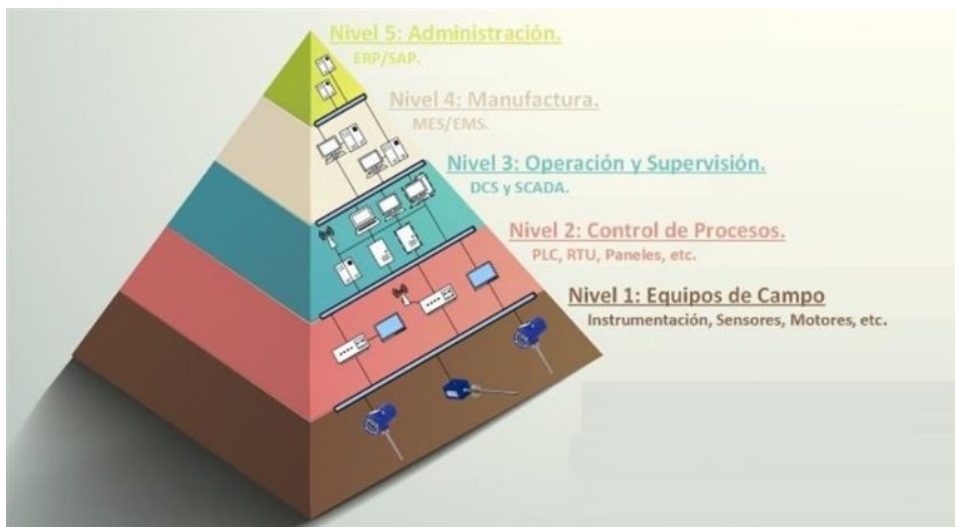 Nivel 5: Administración.
ERP/SAP.
Nivel 4: Manufactura.
MES/EMS.
Nivel 3: Operación y Supervisión.
DCS y SCADA.
Nivel 2: Control de Procesos.
PLC, RTU, Paneles, etc.
Nivel 1: Equipos de Campo
Instrumentación, Sensores, Motores, etc.